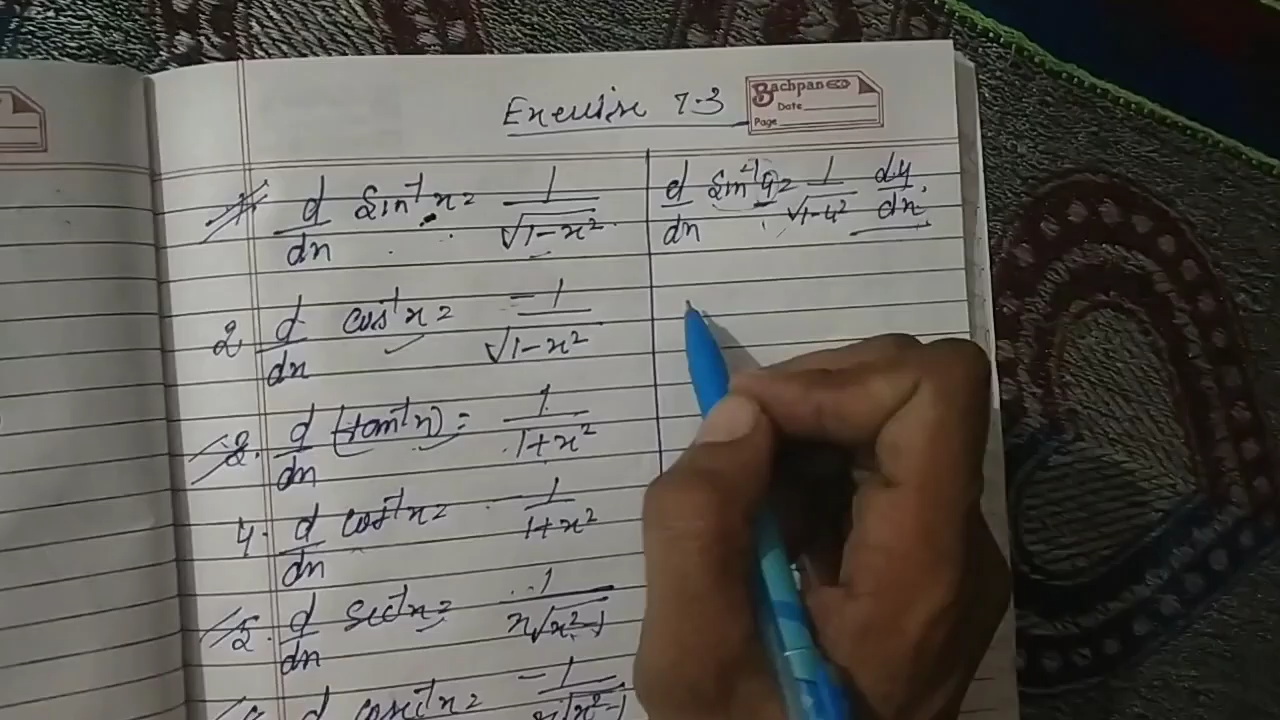 Exercise 7.3
Bachpan
Date
Page
1. d/dx Sin⁻¹x = 1/√1-x²
d/dx Sin⁻¹y = 1/√1-y² dy/dx
2 d/dx cos⁻¹x = -1/√1-x²
3. d/dx (tan⁻¹x) = 1/1+x²
4. d/dx cot⁻¹x = -1/1+x²
5. d/dx sec⁻¹x = 1/x√x²-1
d cosec⁻¹x = -1/x√x²-1